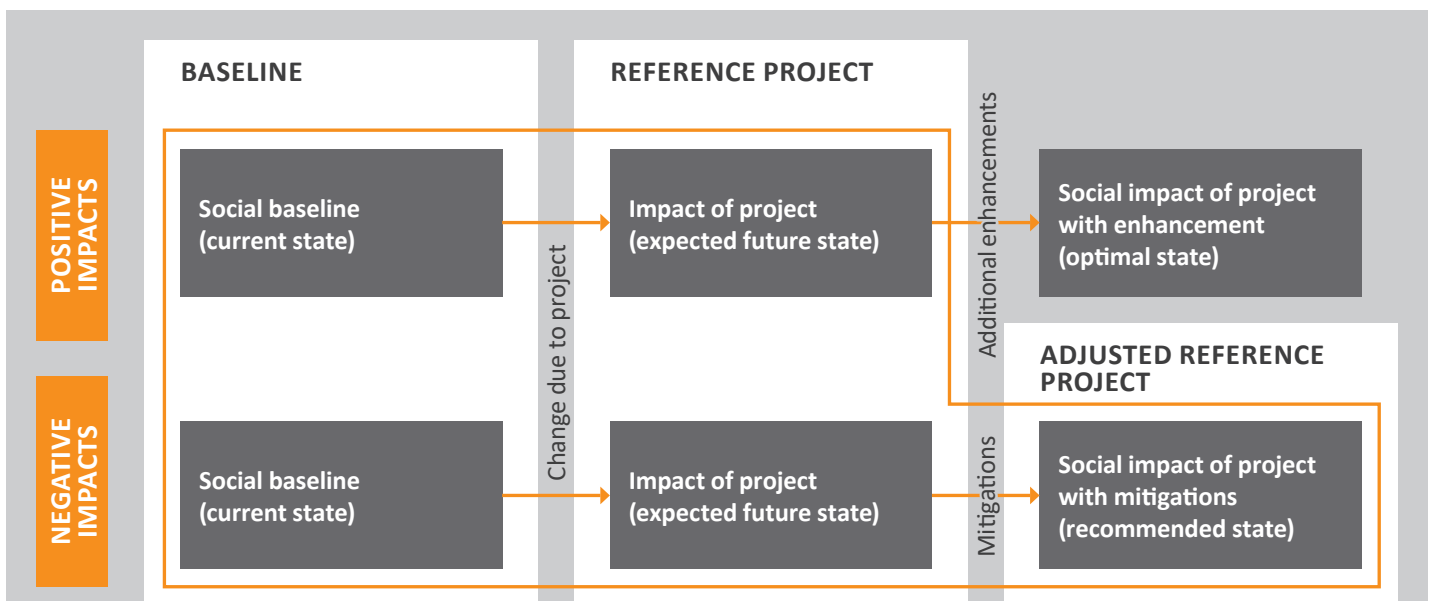 BASELINE
REFERENCE PROJECT
POSITIVE
IMPACTS
Social baseline
(current state)
Change due to project
Impact of project
(expected future state)
Additional enhancements
Social impact of project
with enhancement
(optimal state)
ADJUSTED REFERENCE
PROJECT
NEGATIVE
IMPACTS
Social baseline
(current state)
Impact of project
(expected future state)
Mitigations
Social impact of project
with mitigations
(recommended state)